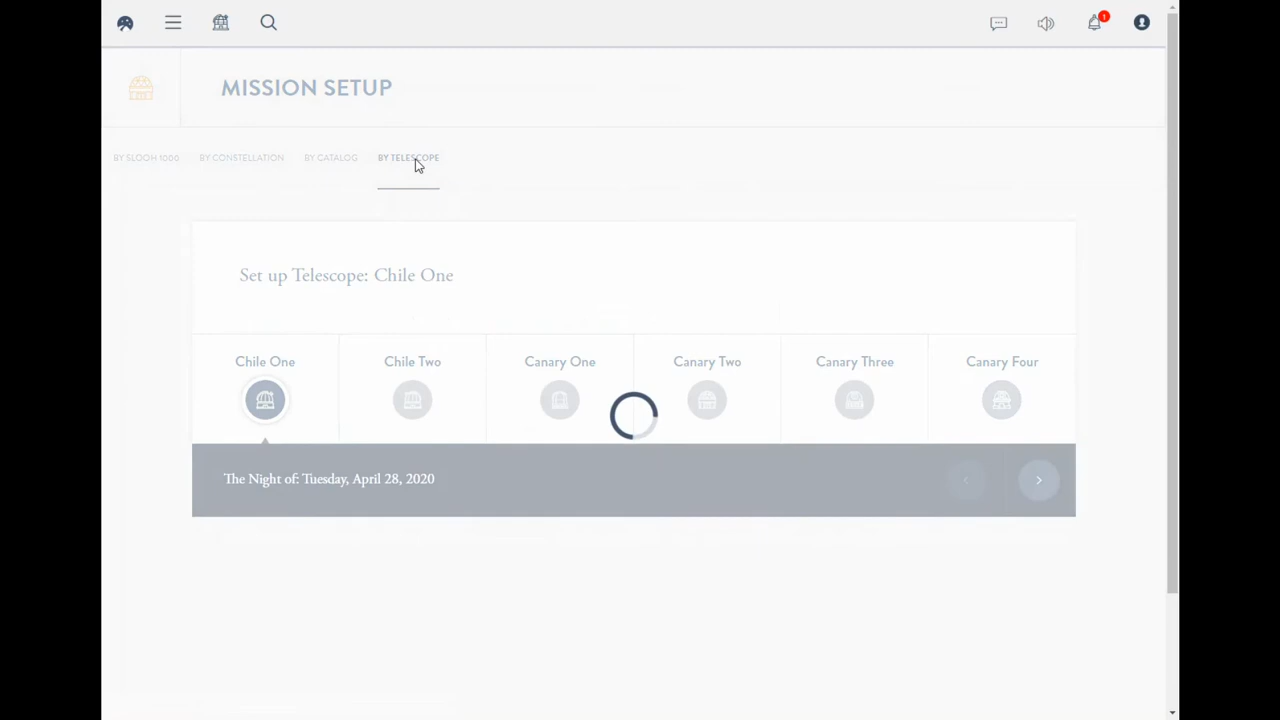 1
MISSION SETUP
BY SLOOH 1000 BY CONSTELLATION BY CATALOG BY TELESCOPE
Set up Telescope: Chile One
Chile One Chile Two Canary One Canary Two Canary Three Canary Four
The Night of: Tuesday, April 28, 2020